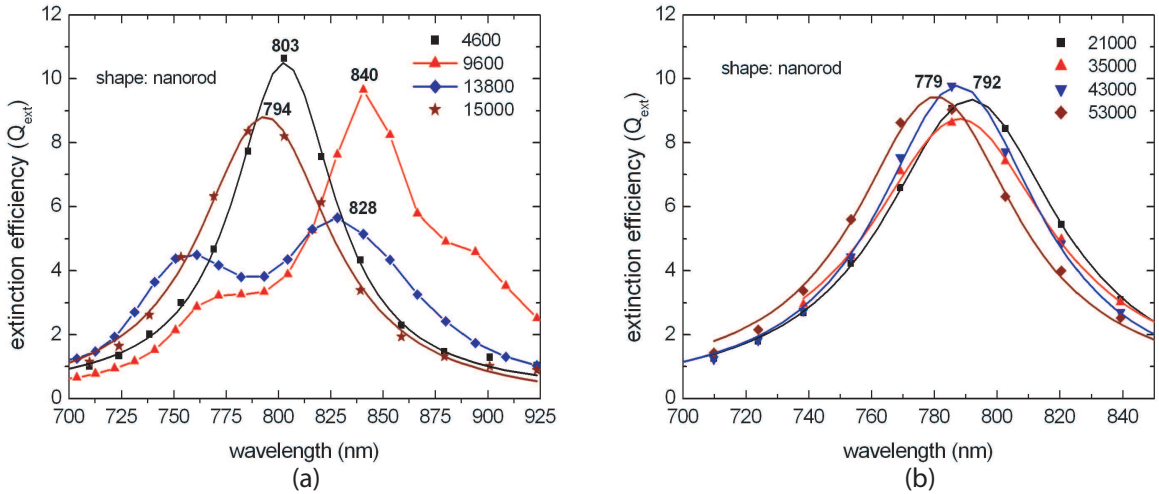 12
10
8
6
4
2
0
extinction efficiency (Q_ext)
shape: nanorod
803
840
794
828
4600
9600
13800
15000
700 725 750 775 800 825 850 875 900 925
wavelength (nm)
(a)
12
10
8
6
4
2
0
extinction efficiency (Q_ext)
shape: nanorod
779 792
21000
35000
43000
53000
700 720 740 760 780 800 820 840
wavelength (nm)
(b)